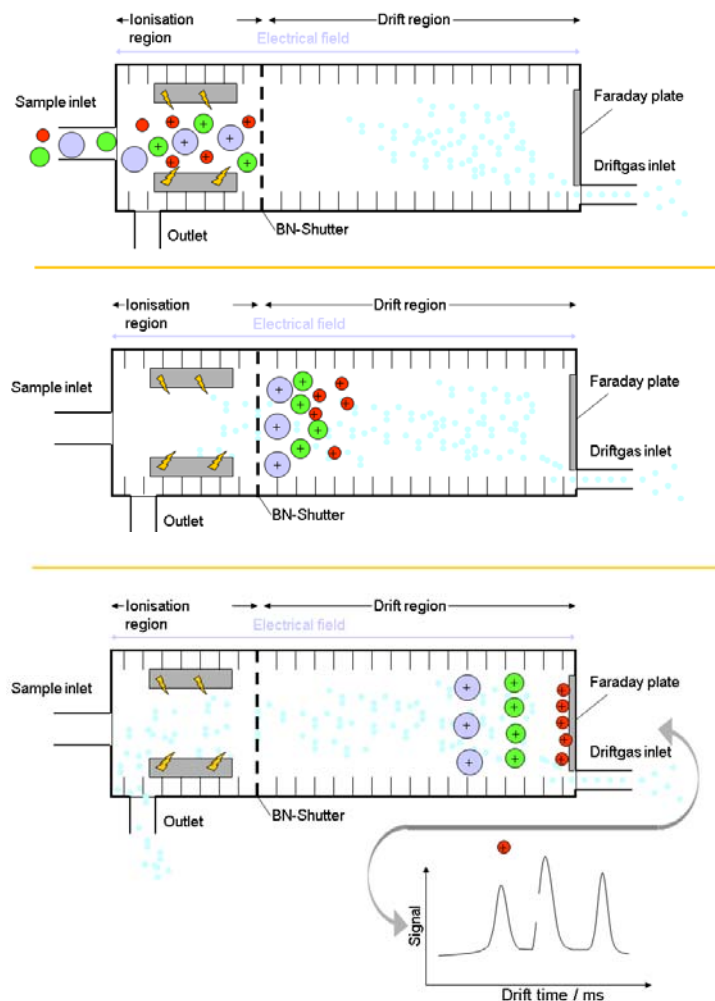 Ionisation
region
Drift region
Electrical field
Sample inlet
Faraday plate
Driftgas inlet
Outlet
BN-Shutter
Ionisation
region
Drift region
Electrical field
Sample inlet
Faraday plate
Driftgas inlet
Outlet
BN-Shutter
Ionisation
region
Drift region
Electrical field
Sample inlet
Faraday plate
Driftgas inlet
Outlet
BN-Shutter
Signal
Drift time / ms